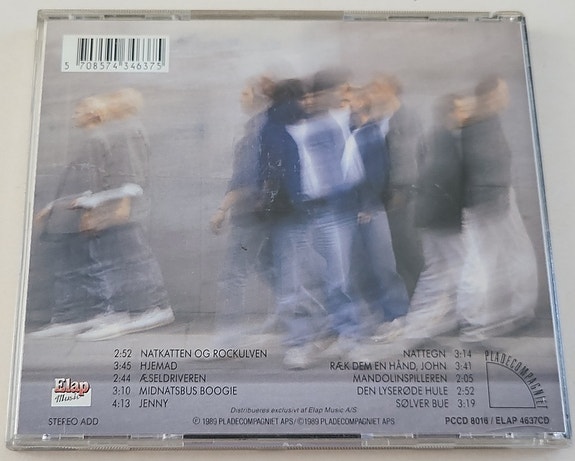 5 708574 346375
2:52 NATKATTEN OG ROCKULVEN
3:45 HJEMAD
2:44 ÆSELDRIVEREN
3:10 MIDNATSBUS BOOGIE
4:13 JENNY
NATTEGN 3:14
RÆK DEM EN HÅND, JOHN 3:41
MANDOLINSPILLEREN 2:05
DEN LYSERØDE HULE 2:52
SØLVER BLUE 3:19
PLADECOMPAGNIET
Elap
Music
Distribueres exclusivt af Elap Music A/S
STEREO ADD
Ⓟ 1989 PLADECOMPAGNIET APS/©1989 PLADECOMPAGNIET APS
PCCD 8016 / ELAP 4637CD